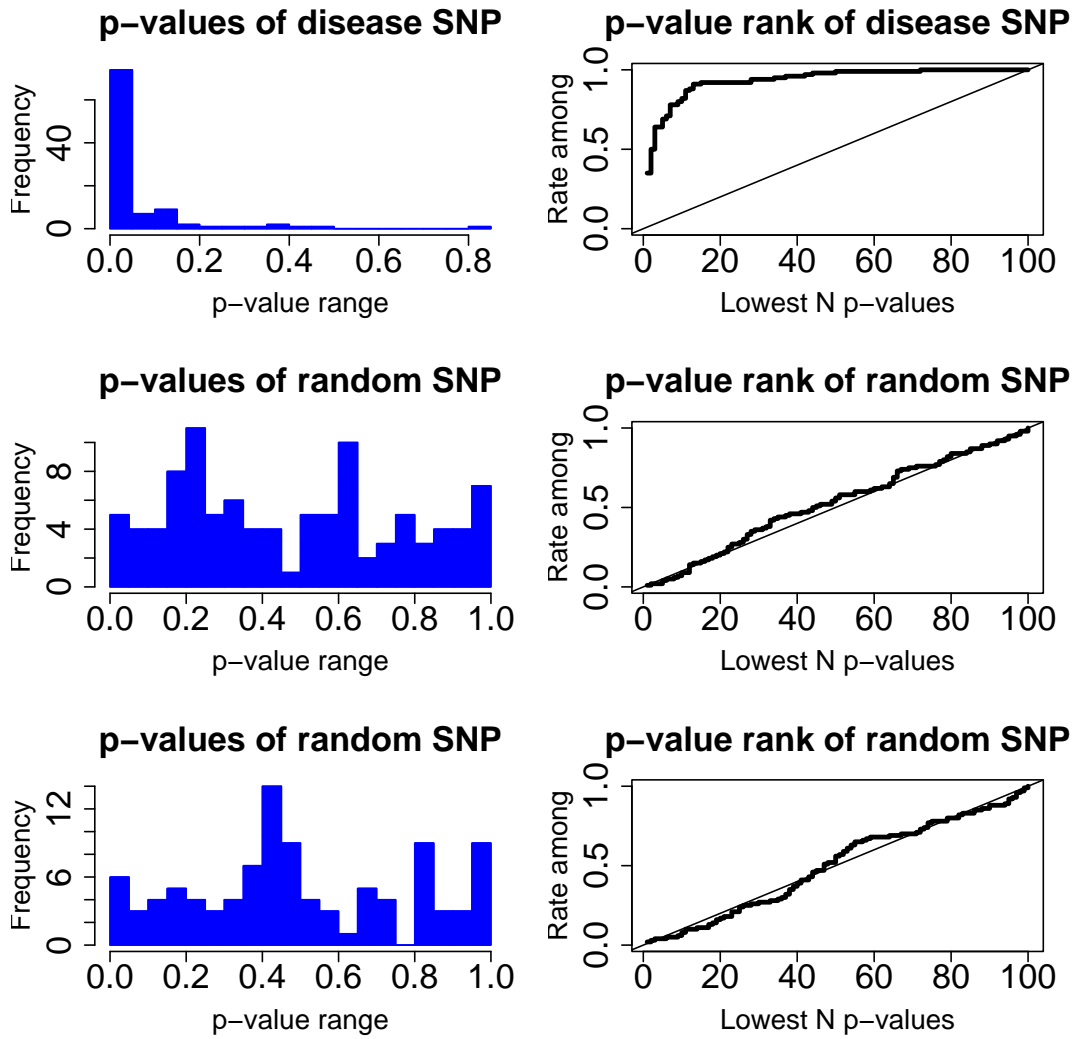 p−values of disease SNP
Frequency
0 40
0.0 0.2 0.4 0.6 0.8
p−value range
p−value rank of disease SNP
Rate among
0.0 0.5 1.0
0 20 40 60 80 100
Lowest N p−values
p−values of random SNP
Frequency
0 4 8
0.0 0.2 0.4 0.6 0.8 1.0
p−value range
p−value rank of random SNP
Rate among
0.0 0.5 1.0
0 20 40 60 80 100
Lowest N p−values
p−values of random SNP
Frequency
0 6 12
0.0 0.2 0.4 0.6 0.8 1.0
p−value range
p−value rank of random SNP
Rate among
0.0 0.5 1.0
0 20 40 60 80 100
Lowest N p−values